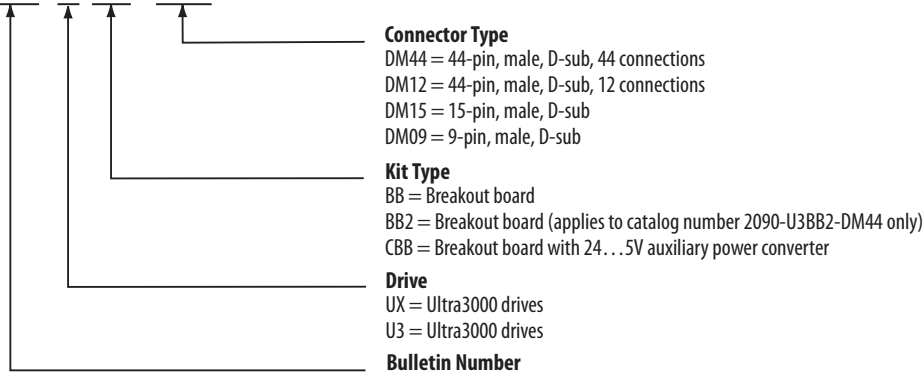 Connector Type
DM44 = 44-pin, male, D-sub, 44 connections
DM12 = 44-pin, male, D-sub, 12 connections
DM15 = 15-pin, male, D-sub
DM09 = 9-pin, male, D-sub
Kit Type
BB = Breakout board
BB2 = Breakout board (applies to catalog number 2090-U3BB2-DM44 only)
CBB = Breakout board with 24…5V auxiliary power converter
Drive
UX = Ultra3000 drives
U3 = Ultra3000 drives
Bulletin Number